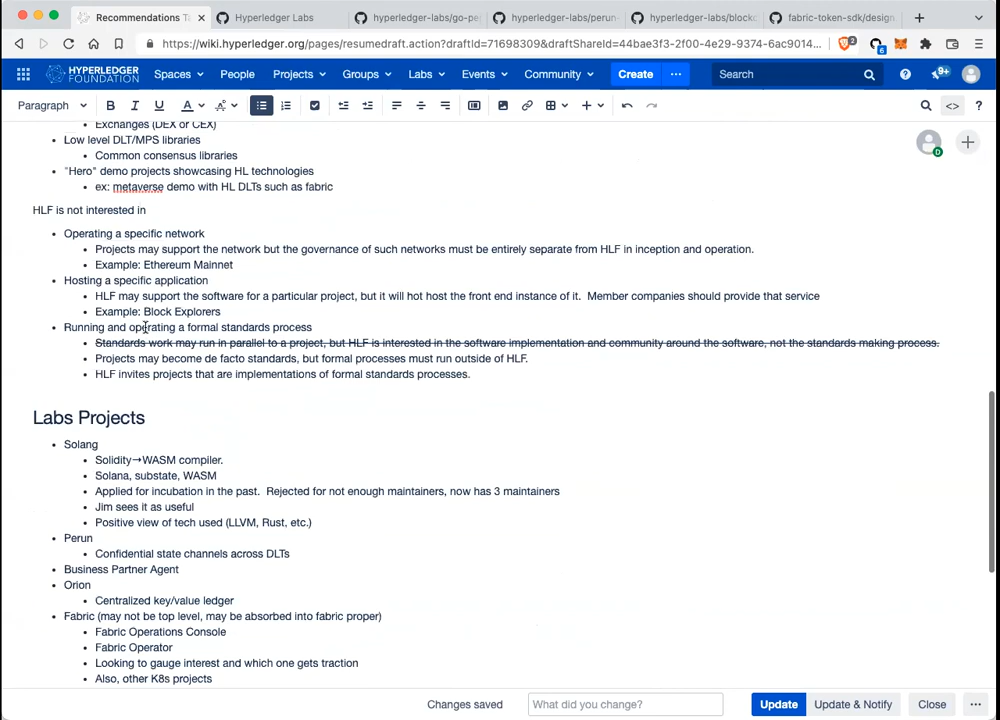 Recommendations T
Hyperledger Labs
hyperledger-labs/go-pe
hyperledger-labs/perun-
hyperledger-labs/blocke
fabric-token-sdk/design.
https://wiki.hyperledger.org/pages/resumedraft.action?draftId=71698309&draftShareId=44bae3f3-2f00-4e29-9374-6ac9014...
2
6
HYPERLEDGER
FOUNDATION
Spaces
People
Projects
Groups
Labs
Events
Community
Create
Search
9+
Paragraph
B
I
U
A
<>
?
D
Exchanges (DEX or CEX)
Low level DLT/MPS libraries
Common consensus libraries
"Hero" demo projects showcasing HL technologies
ex: metaverse demo with HL DLTs such as fabric
HLF is not interested in
Operating a specific network
Projects may support the network but the governance of such networks must be entirely separate from HLF in inception and operation.
Example: Ethereum Mainnet
Hosting a specific application
HLF may support the software for a particular project, but it will hot host the front end instance of it.  Member companies should provide that service
Example: Block Explorers
Running and operating a formal standards process
Standards work may run in parallel to a project, but HLF is interested in the software implementation and community around the software, not the standards making process.
Projects may become de facto standards, but formal processes must run outside of HLF.
HLF invites projects that are implementations of formal standards processes.
Labs Projects
Solang
Solidity→WASM compiler.
Solana, substate, WASM
Applied for incubation in the past.  Rejected for not enough maintainers, now has 3 maintainers
Jim sees it as useful
Positive view of tech used (LLVM, Rust, etc.)
Perun
Confidential state channels across DLTs
Business Partner Agent
Orion
Centralized key/value ledger
Fabric (may not be top level, may be absorbed into fabric proper)
Fabric Operations Console
Fabric Operator
Looking to gauge interest and which one gets traction
Also, other K8s projects
Changes saved
What did you change?
Update
Update & Notify
Close